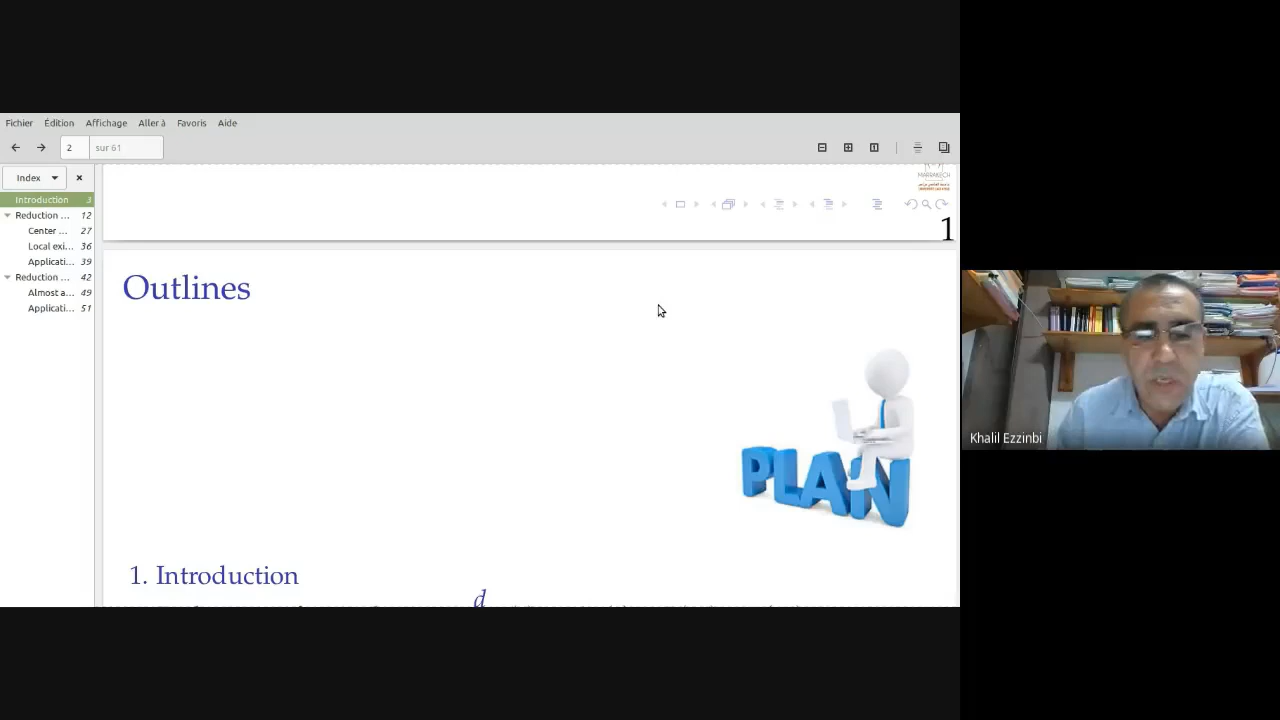 Fichier Édition Affichage Aller à Favoris Aide
2 sur 61
Index
Introduction 3
Reduction ... 12
Center ... 27
Local exi... 36
Applicati... 39
Reduction ... 42
Almost a... 49
Applicati... 51
MARRAKECH
1
Outlines
PLAN
1. Introduction
d
Khalil Ezzinbi